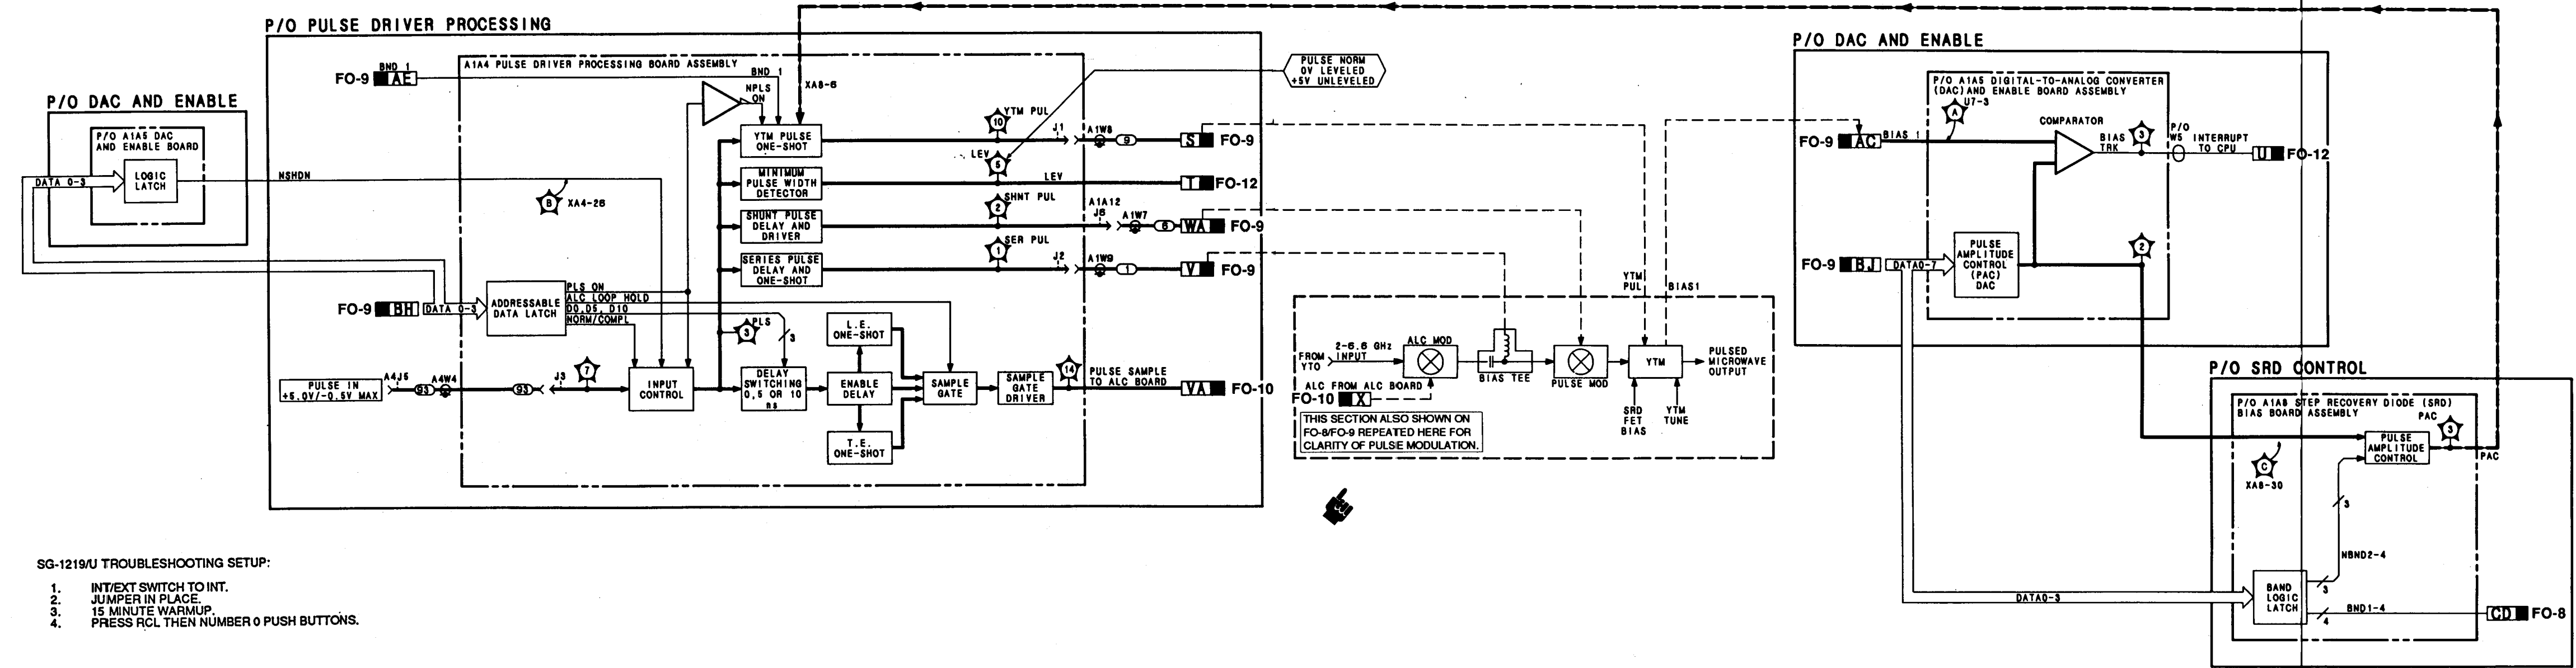 P/O PULSE DRIVER PROCESSING
A1A4 PULSE DRIVER PROCESSING BOARD ASSEMBLY
BND 1
FO-9 AE
BND 1
NPLS
ON
XA8-6
P/O DAC AND ENABLE
P/O A1A5 DAC
AND ENABLE BOARD
LOGIC
LATCH
DATA 0-3
NSHDN
B
XA4-26
YTM PULSE
ONE-SHOT
10
YTM PUL
J1
A1W8
9
S
FO-9
PULSE NORM
0V LEVELED
+5V UNLEVELED
LEV
5
MINIMUM
PULSE WIDTH
DETECTOR
LEV
T
FO-12
SHUNT PULSE
DELAY AND
DRIVER
2
SHNT PUL
A1A12
J6
A1W7
6
WA
FO-9
SERIES PULSE
DELAY AND
ONE-SHOT
1
SER PUL
J2
A1W9
1
V
FO-9
FO-9 BH
DATA 0-3
ADDRESSABLE
DATA LATCH
PLS ON
ALC LOOP HOLD
D0,D5, D10
NORM/COMPL
3
PLS
3
L.E.
ONE-SHOT
PULSE IN
+5.0V/-0.5V MAX
A4J5
93
A4W4
93
J3
7
INPUT
CONTROL
DELAY
SWITCHING
0,5 OR 10
ns
ENABLE
DELAY
SAMPLE
GATE
SAMPLE
GATE
DRIVER
14
PULSE SAMPLE
TO ALC BOARD
VA
FO-10
T.E.
ONE-SHOT
YTM
PUL
BIAS1
FROM
YTO
2-6.6 GHz
INPUT
ALC MOD
BIAS TEE
PULSE MOD
YTM
PULSED
MICROWAVE
OUTPUT
ALC FROM ALC BOARD
FO-10 X
SRD
FET
BIAS
YTM
TUNE
THIS SECTION ALSO SHOWN ON
FO-8/FO-9 REPEATED HERE FOR
CLARITY OF PULSE MODULATION.
P/O DAC AND ENABLE
P/O A1A5 DIGITAL-TO-ANALOG CONVERTER
(DAC) AND ENABLE BOARD ASSEMBLY
A
U7-3
FO-9 AC
BIAS 1
COMPARATOR
BIAS
TRK
3
P/O
W5
INTERRUPT
TO CPU
U
FO-12
FO-9 BJ
DATA0-7
PULSE
AMPLITUDE
CONTROL
(PAC)
DAC
2
P/O SRD CONTROL
P/O A1A8 STEP RECOVERY DIODE (SRD)
BIAS BOARD ASSEMBLY
C
XA8-30
PULSE
AMPLITUDE
CONTROL
PAC
3
PAC
3
NBND2-4
DATA0-3
BAND
LOGIC
LATCH
3
BND1-4
4
CD
FO-8
SG-1219/U TROUBLESHOOTING SETUP:
1. INT/EXT SWITCH TO INT.
2. JUMPER IN PLACE.
3. 15 MINUTE WARMUP.
4. PRESS RCL THEN NUMBER 0 PUSH BUTTONS.